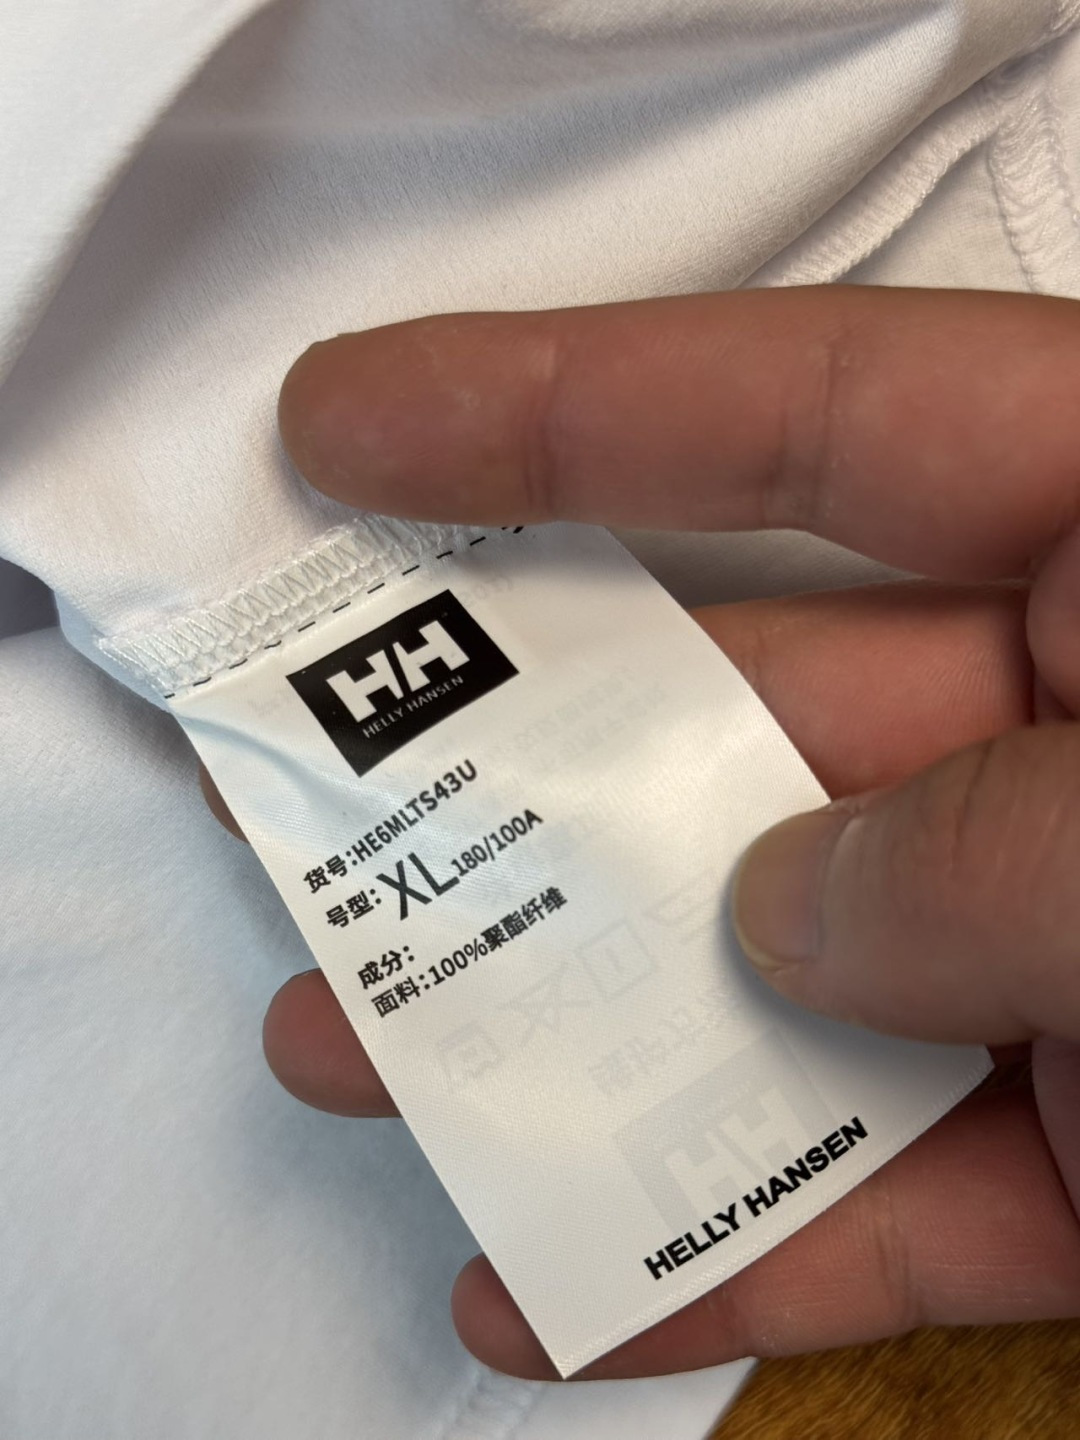 HH
HELLY HANSEN
货号:HE6MLTS43U
号型: XL 180/100A
成分:
面料:100%聚酯纤维
HELLY HANSEN